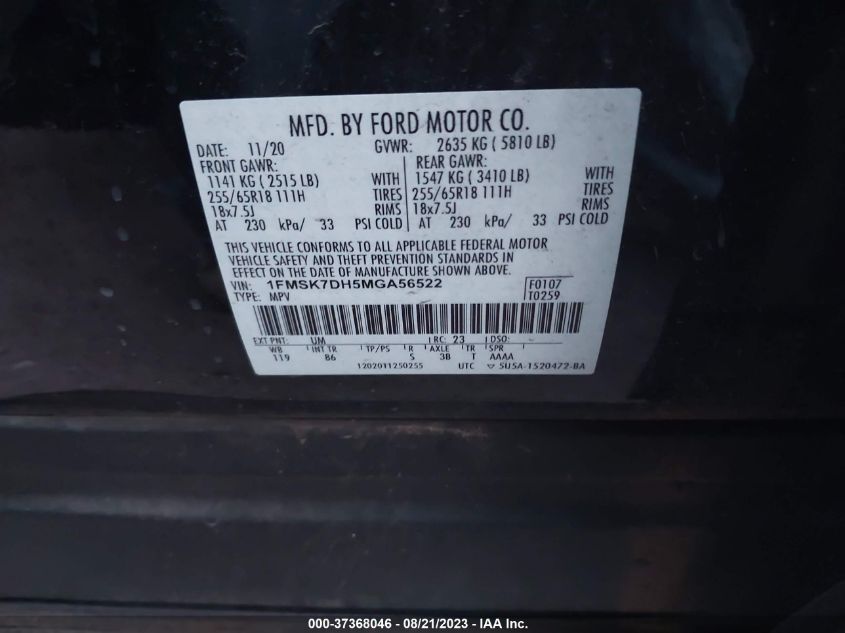 MFD. BY FORD MOTOR CO.
DATE: 11/20 GVWR: 2635 KG ( 5810 LB)
FRONT GAWR: REAR GAWR:
1141 KG ( 2515 LB) WITH 1547 KG ( 3410 LB) WITH
255/65R18 111H TIRES 255/65R18 111H TIRES
18x7.5J RIMS 18x7.5J RIMS
AT 230 kPa/ 33 PSI COLD AT 230 kPa/ 33 PSI COLD
THIS VEHICLE CONFORMS TO ALL APPLICABLE FEDERAL MOTOR
VEHICLE SAFETY AND THEFT PREVENTION STANDARDS IN
EFFECT ON THE DATE OF MANUFACTURE SHOWN ABOVE.
VIN: 1FMSK7DH5MGA56522 F0107
TYPE: MPV T0259
EXT PNT: UM RC: 23 DSO:
WB INT TR TP/PS R AXLE TR SPR
119 86 S 3B T AAAA
12020T1250255 UTC ▽ 5U5A-1520472-BA
000-37368046 - 08/21/2023 - IAA Inc.